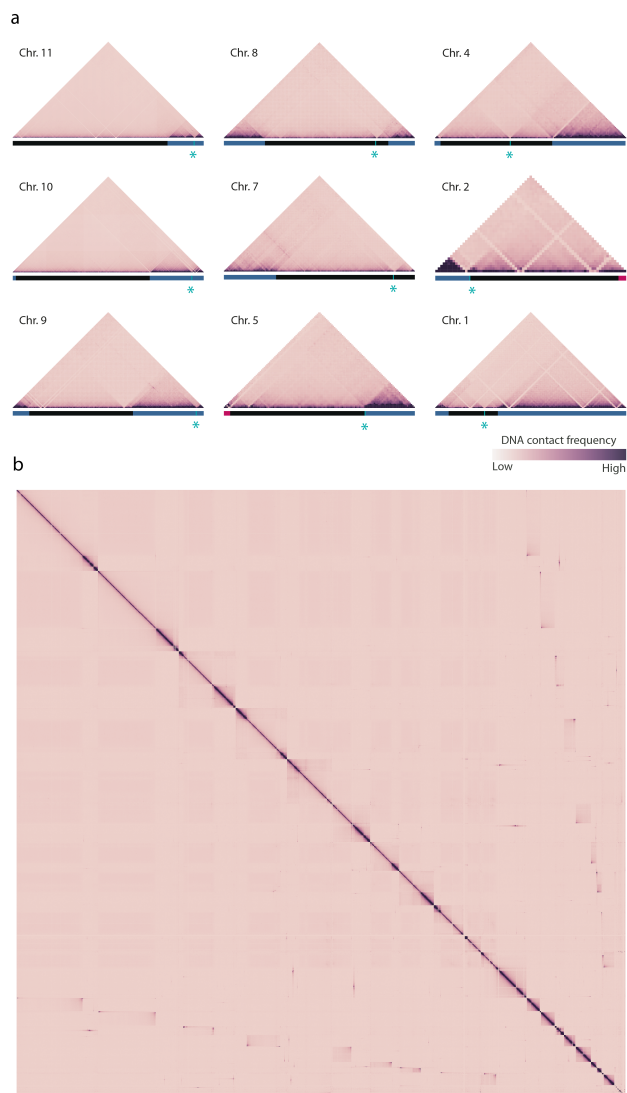 a
Chr. 11
Chr. 8
Chr. 4
*
*
*
Chr. 10
Chr. 7
Chr. 2
*
*
*
Chr. 9
Chr. 5
Chr. 1
*
*
*
DNA contact frequency
Low
High
b